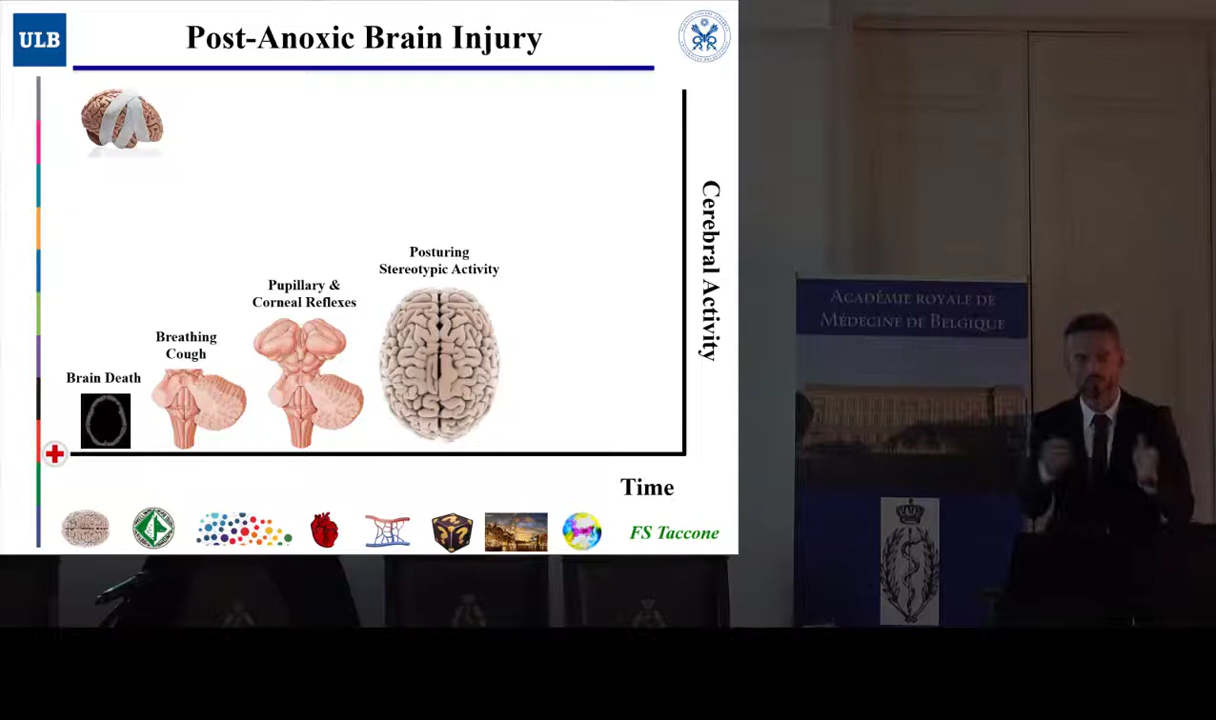 ULB
Post-Anoxic Brain Injury
Posturing
Stereotypic Activity
Pupillary &
Corneal Reflexes
Breathing
Cough
Brain Death
Cerebral Activity
Time
FS Taccone
Académie royale de
Médecine de Belgique